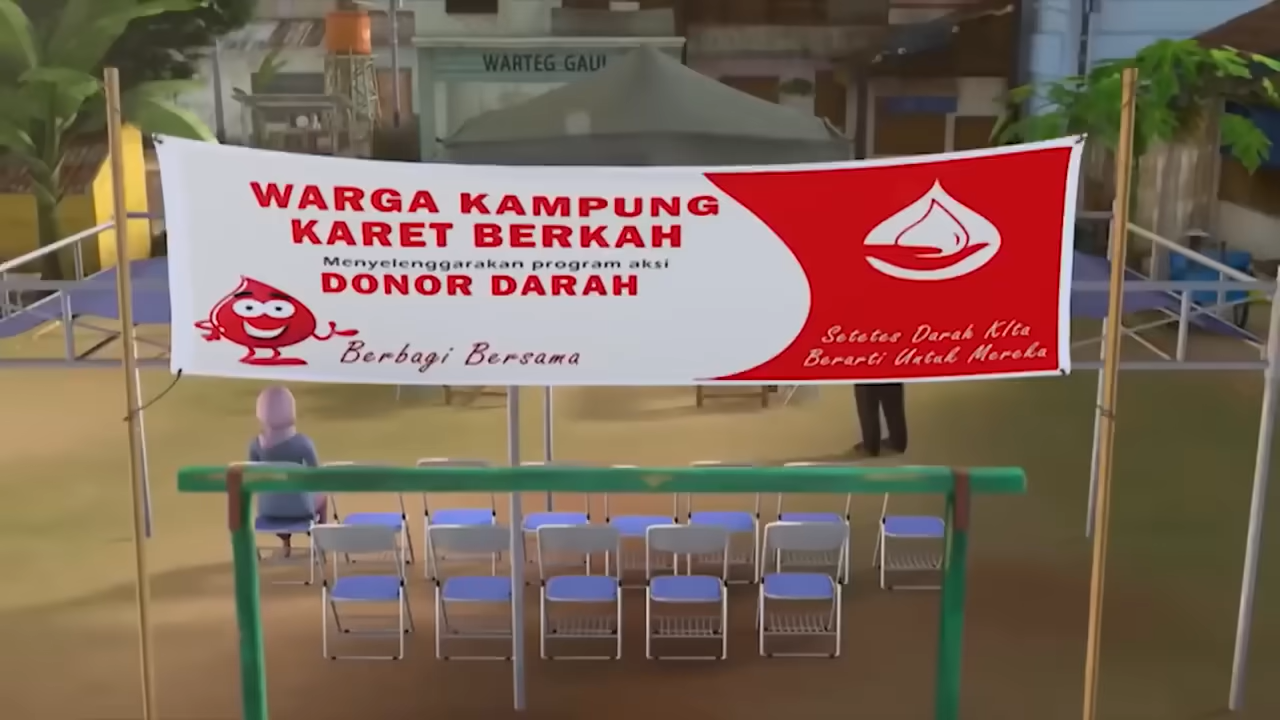 WARTEG GAUL
WARGA KAMPUNG
KARET BERKAH
Menyelenggarakan program aksi
DONOR DARAH
Berbagi Bersama
Setetes Darah KIta
Berarti Untuk Mereka